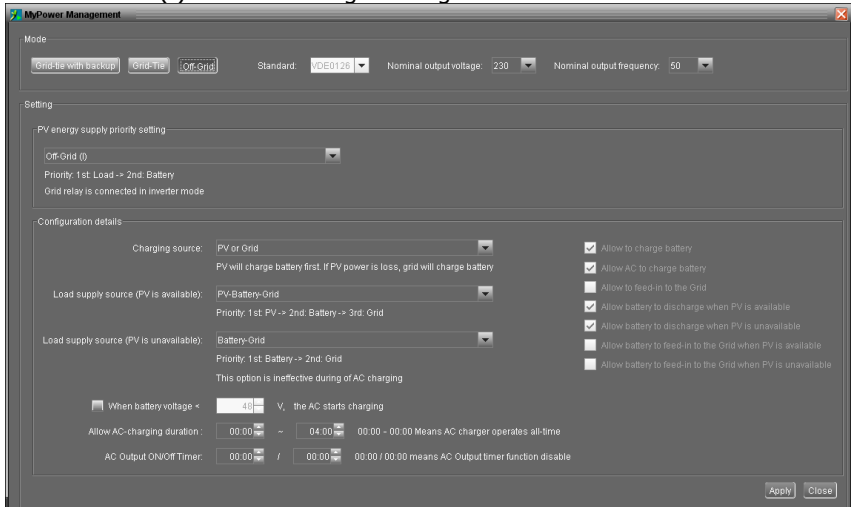 MyPower Management
Mode
Grid-tie with backup Grid-Tie Off-Grid Standard: VDE0126 Nominal output voltage: 230 Nominal output frequency: 50
Setting
PV energy supply priority setting
Off-Grid (I)
Priority: 1st: Load -> 2nd: Battery
Grid relay is connected in inverter mode
Configuration details
Charging source: PV or Grid
PV will charge battery first. If PV power is loss, grid will charge battery
Load supply source (PV is available): PV-Battery-Grid
Priority: 1st: PV -> 2nd: Battery -> 3rd: Grid
Load supply source (PV is unavailable): Battery-Grid
Priority: 1st: Battery -> 2nd: Grid
This option is ineffective during of AC charging
When battery voltage < 48 V, the AC starts charging
Allow AC-charging duration : 00:00 ~ 04:00 00:00 - 00:00 Means AC charger operates all-time
AC Output ON/Off Timer: 00:00 / 00:00 00:00 / 00:00 means AC Output timer function disable
Allow to charge battery
Allow AC to charge battery
Allow to feed-in to the Grid
Allow battery to discharge when PV is available
Allow battery to discharge when PV is unavailable
Allow battery to feed-in to the Grid when PV is available
Allow battery to feed-in to the Grid when PV is unavailable
Apply Close